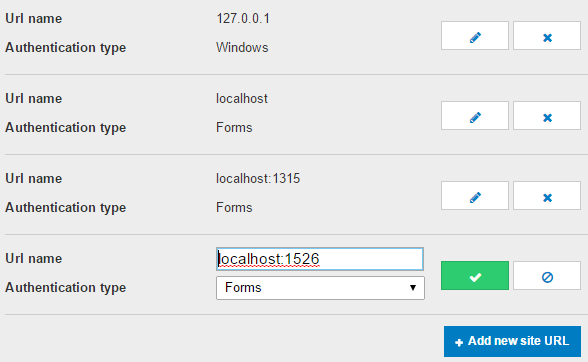 Url name 127.0.0.1
Authentication type Windows
Url name localhost
Authentication type Forms
Url name localhost:1315
Authentication type Forms
Url name localhost:1526
Authentication type Forms
+ Add new site URL